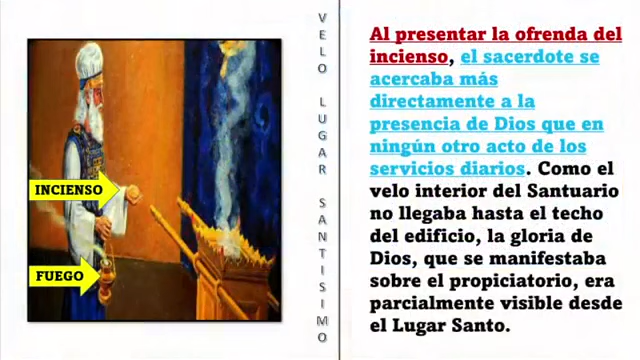 INCIENSO
FUEGO
VELO LUGAR SANTISIMO
Al presentar la ofrenda del
incienso, el sacerdote se
acercaba más
directamente a la
presencia de Dios que en
ningún otro acto de los
servicios diarios. Como el
velo interior del Santuario
no llegaba hasta el techo
del edificio, la gloria de
Dios, que se manifestaba
sobre el propiciatorio, era
parcialmente visible desde
el Lugar Santo.